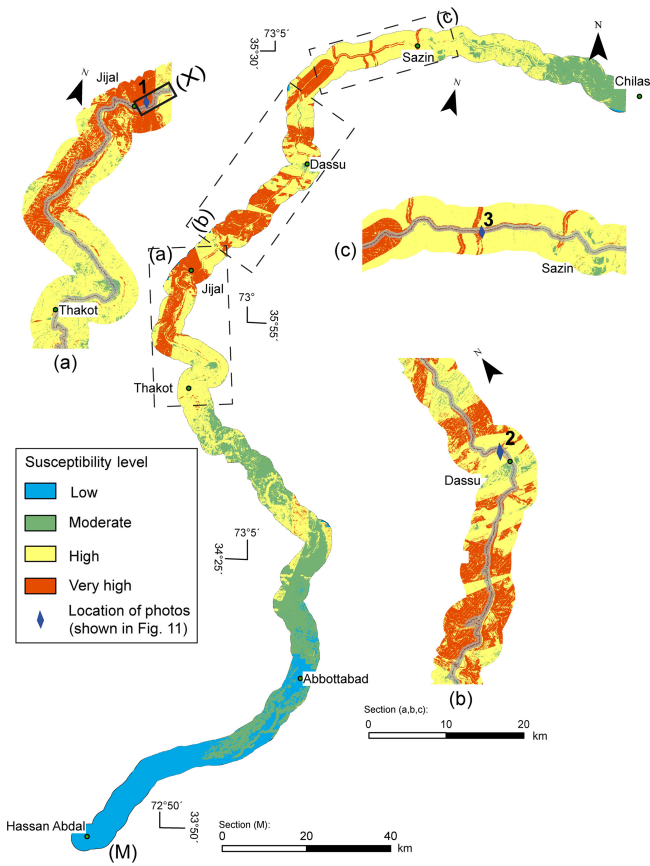 (c)
73°5´
35°30´
Sazin
N
Chilas
N
Jijal
1
(X)
N
Dassu
(b)
3
(c)
Sazin
(a)
Jijal
Thakot
(a)
73°
35°55´
Thakot
N
2
Dassu
(b)
Susceptibility level
Low
Moderate
High
Very high
Location of photos
(shown in Fig. 11)
73°5´
34°25´
Abbottabad
Section (a,b,c):
0 10 20
km
Hassan Abdal
(M)
72°50´
33°50´
Section (M):
0 20 40
km